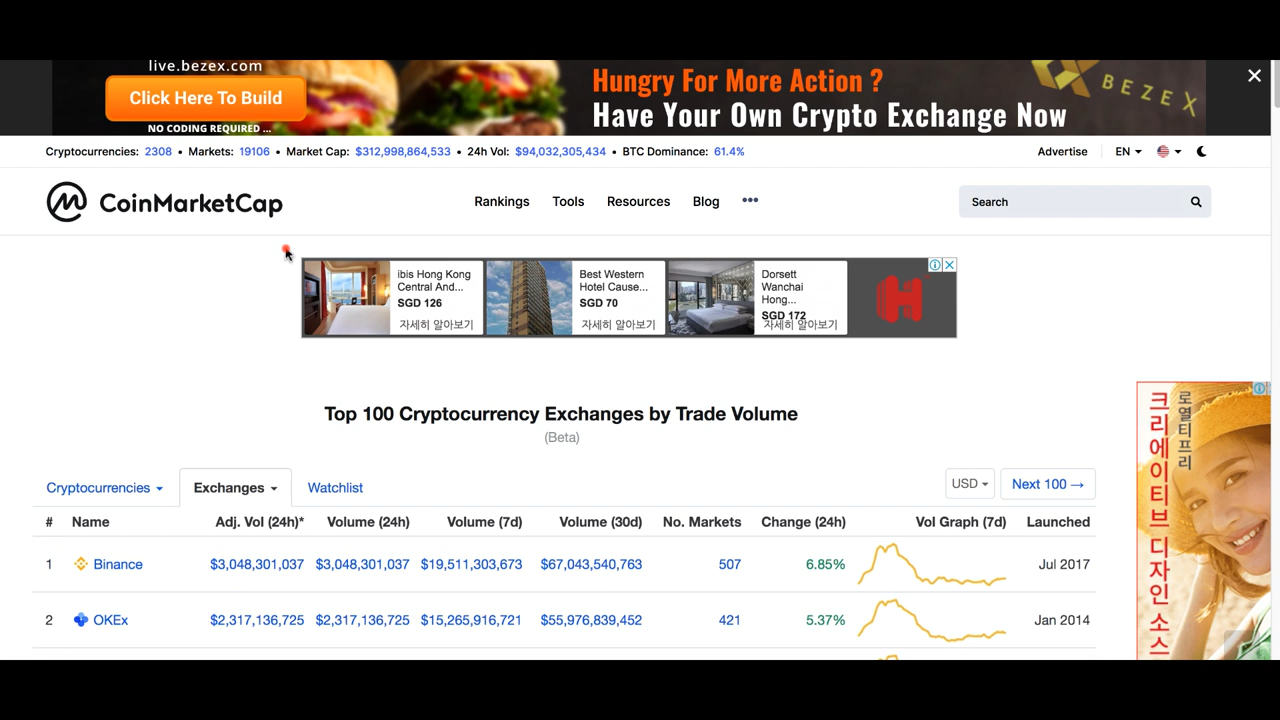 live.bezex.com
Click Here To Build
NO CODING REQUIRED ...
Hungry For More Action ?
Have Your Own Crypto Exchange Now
BEZEX
Cryptocurrencies: 2308 • Markets: 19106 • Market Cap: $312,998,864,533 • 24h Vol: $94,032,305,434 • BTC Dominance: 61.4%
Advertise EN
CoinMarketCap
Rankings Tools Resources Blog •••
Search
ibis Hong Kong
Central And...
SGD 126
자세히 알아보기
Best Western
Hotel Cause...
SGD 70
자세히 알아보기
Dorsett
Wanchai
Hong...
SGD 172
자세히 알아보기
Top 100 Cryptocurrency Exchanges by Trade Volume
(Beta)
Cryptocurrencies Exchanges Watchlist USD Next 100 →
# Name Adj. Vol (24h)* Volume (24h) Volume (7d) Volume (30d) No. Markets Change (24h) Vol Graph (7d) Launched
1 Binance $3,048,301,037 $3,048,301,037 $19,511,303,673 $67,043,540,763 507 6.85% Jul 2017
2 OKEx $2,317,136,725 $2,317,136,725 $15,265,916,721 $55,976,839,452 421 5.37% Jan 2014
로열티프리
크리에이티브 디자인 소스